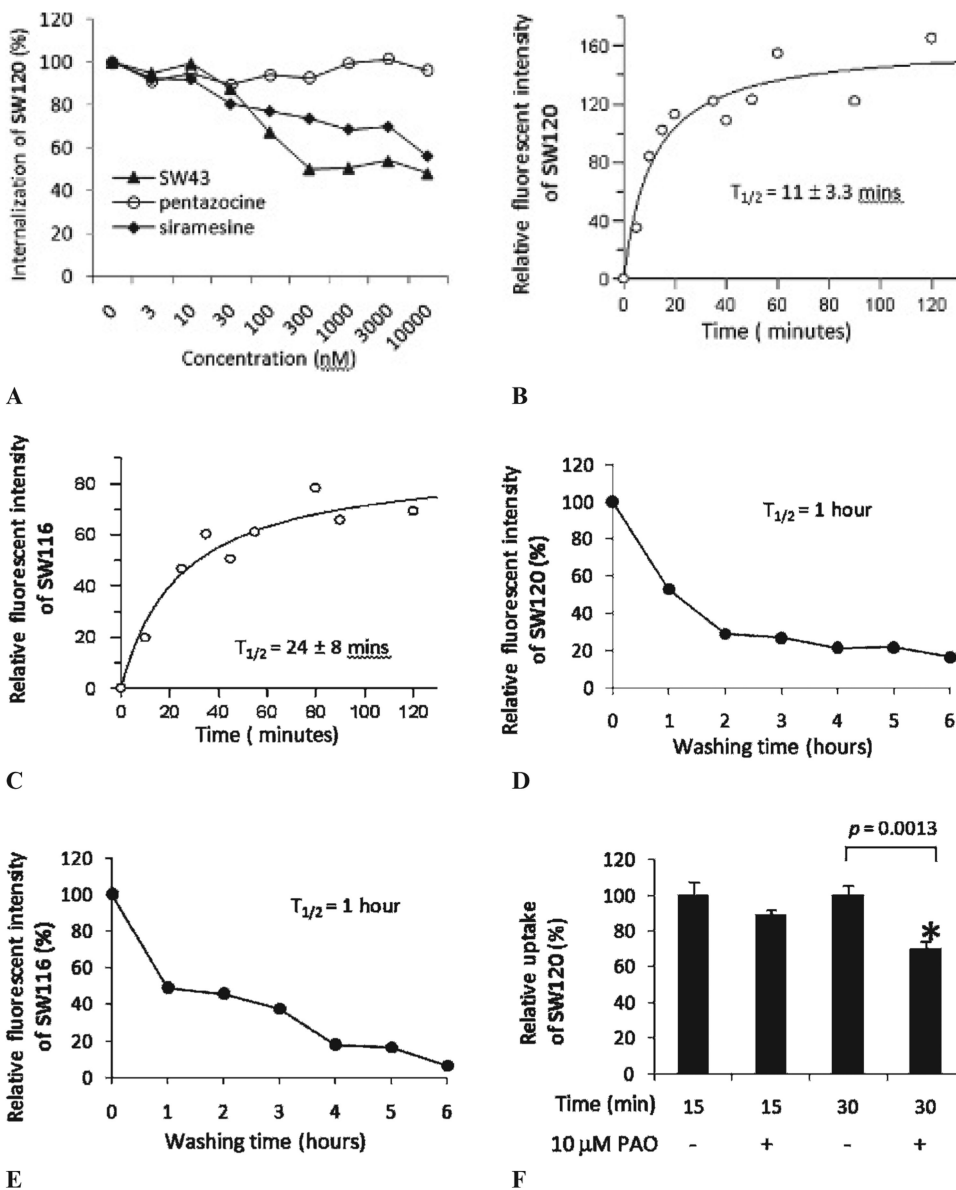 Internalization of SW120 (%)
120
100
80
60
40
20
0
SW43
pentazocine
siramesine
0
3
10
30
100
300
1000
3000
10000
Concentration (nM)
A
Relative fluorescent intensity
of SW120
160
120
80
40
0
T1/2 = 11 ± 3.3 mins
0
20
40
60
80
100
120
Time ( minutes)
B
Relative fluorescent intensity
of SW116
80
60
40
20
0
T1/2 = 24 ± 8 mins
0
20
40
60
80
100
120
Time ( minutes)
C
Relative fluorescent intensity
of SW120 (%)
120
100
80
60
40
20
0
T1/2 = 1 hour
0
1
2
3
4
5
6
Washing time (hours)
D
Relative fluorescent intensity
of SW116 (%)
120
100
80
60
40
20
0
T1/2 = 1 hour
0
1
2
3
4
5
6
Washing time (hours)
E
Relative uptake
of SW120 (%)
120
100
80
60
40
20
0
p = 0.0013
*
Time (min) 15 15 30 30
10 µM PAO - + - +
F